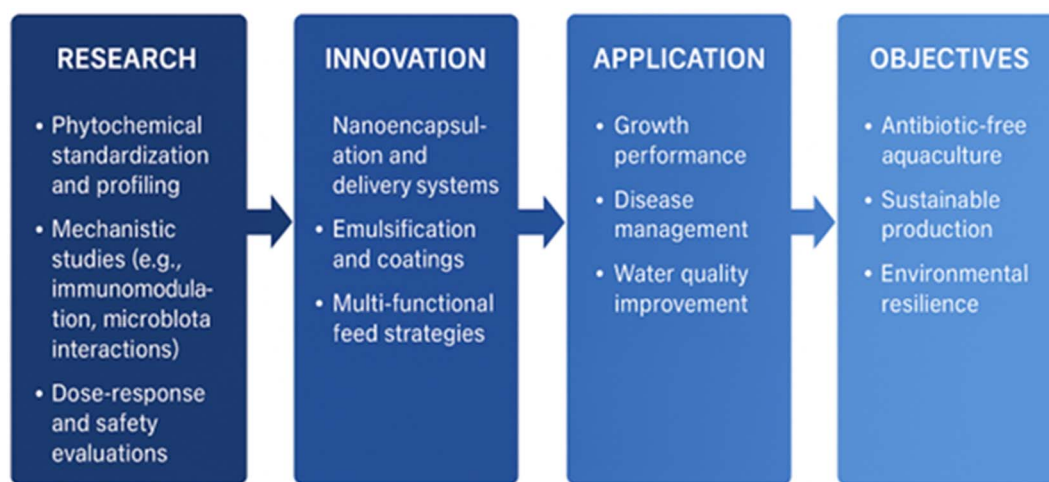 RESEARCH
• Phytochemical
standardization
and profiling
• Mechanistic
studies (e.g.,
immunomodula-
tion, microblota
interactions)
• Dose-response
and safety
evaluations
INNOVATION
Nanoencapsul-
ation and
delivery systems
• Emulsification
and coatings
• Multi-functional
feed strategies
APPLICATION
• Growth
performance
• Disease
management
• Water quality
improvement
OBJECTIVES
• Antibiotic-free
aquaculture
• Sustainable
production
• Environmental
resilience